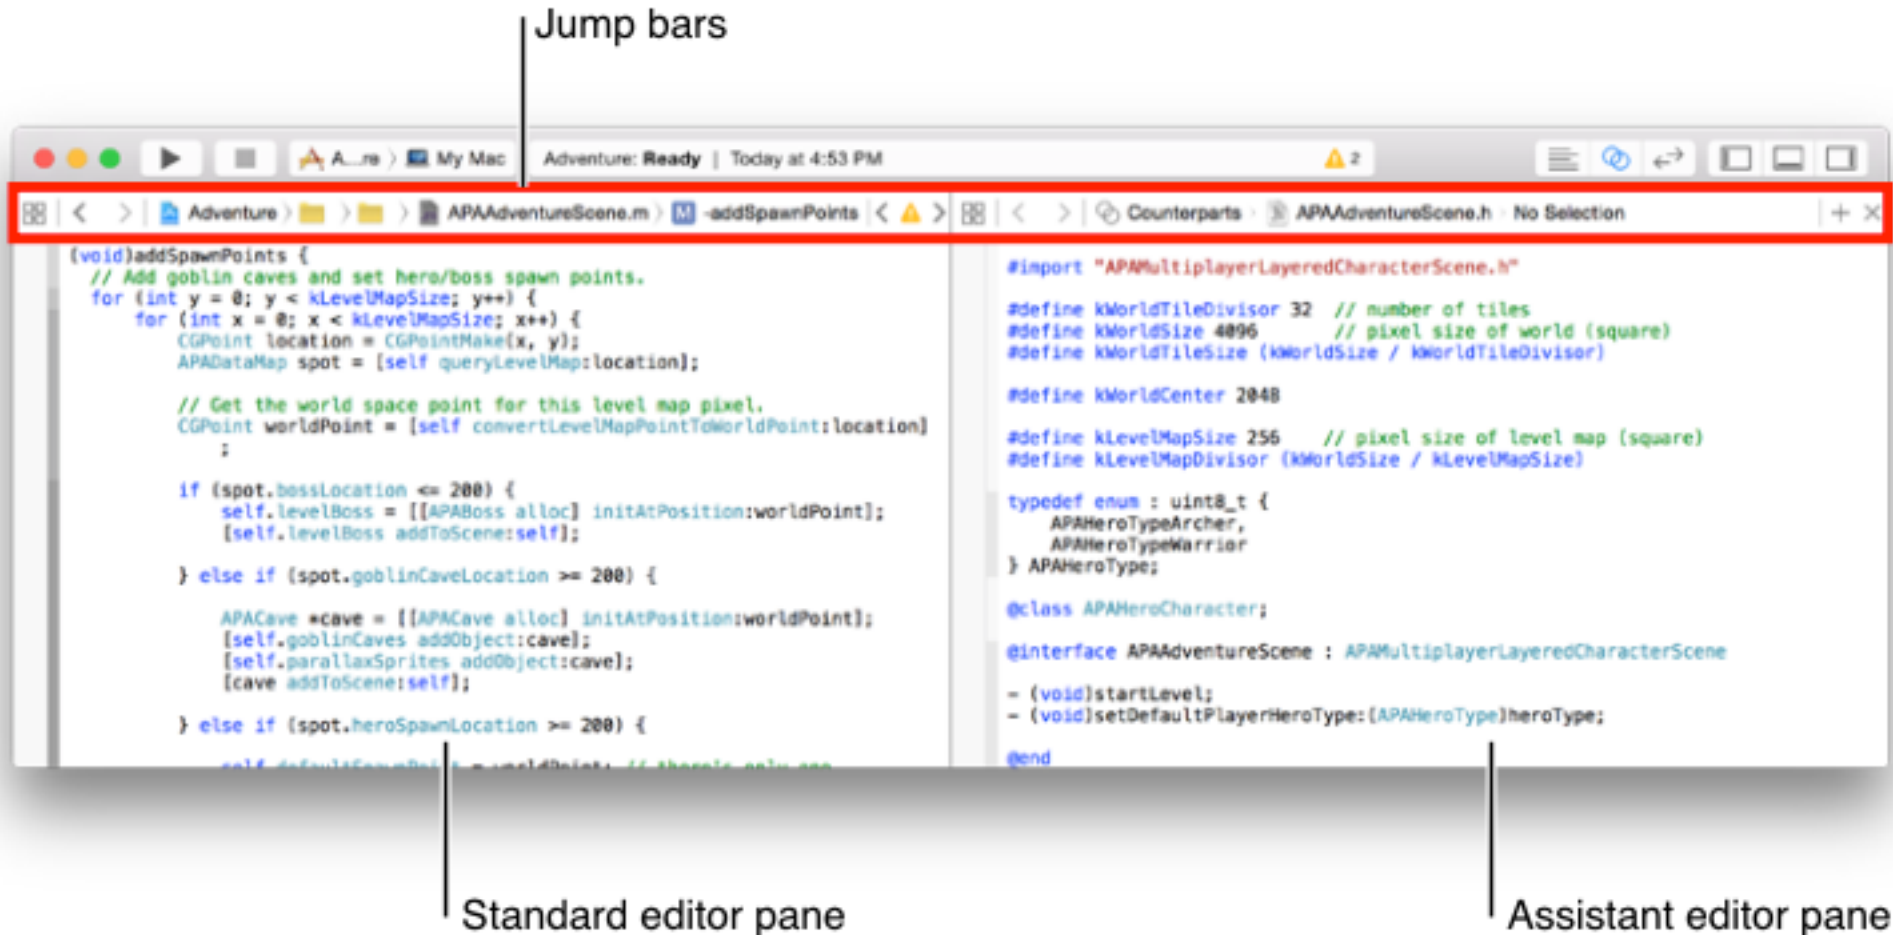 Jump bars
A...re 〉 My Mac
Adventure: Ready | Today at 4:53 PM
2
Adventure 〉 〉 〉 APAAdventureScene.m 〉 M -addSpawnPoints
Counterparts 〉 APAAdventureScene.h 〉 No Selection
(void)addSpawnPoints {
// Add goblin caves and set hero/boss spawn points.
for (int y = 0; y < kLevelMapSize; y++) {
for (int x = 0; x < kLevelMapSize; x++) {
CGPoint location = CGPointMake(x, y);
APADataMap spot = [self queryLevelMap:location];
// Get the world space point for this level map pixel.
CGPoint worldPoint = [self convertLevelMapPointToWorldPoint:location]
;
if (spot.bossLocation <= 200) {
self.levelBoss = [[APABoss alloc] initAtPosition:worldPoint];
[self.levelBoss addToScene:self];
} else if (spot.goblinCaveLocation >= 200) {
APACave *cave = [[APACave alloc] initAtPosition:worldPoint];
[self.goblinCaves addObject:cave];
[self.parallaxSprites addObject:cave];
[cave addToScene:self];
} else if (spot.heroSpawnLocation >= 200) {
self.defaultSpawnPoint = worldPoint; // there's only one
#import "APAMultiplayerLayeredCharacterScene.h"
#define kWorldTileDivisor 32 // number of tiles
#define kWorldSize 4096 // pixel size of world (square)
#define kWorldTileSize (kWorldSize / kWorldTileDivisor)
#define kWorldCenter 2048
#define kLevelMapSize 256 // pixel size of level map (square)
#define kLevelMapDivisor (kWorldSize / kLevelMapSize)
typedef enum : uint8_t {
APAHeroTypeArcher,
APAHeroTypeWarrior
} APAHeroType;
@class APAHeroCharacter;
@interface APAAdventureScene : APAMultiplayerLayeredCharacterScene
- (void)startLevel;
- (void)setDefaultPlayerHeroType:(APAHeroType)heroType;
@end
Standard editor pane
Assistant editor pane